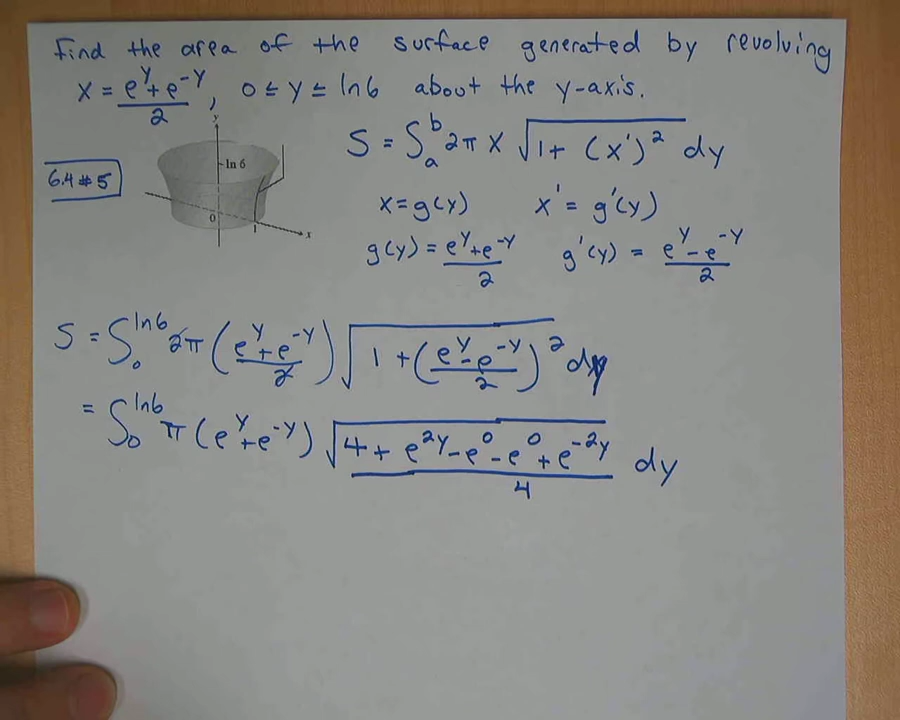 Find the area of the surface generated by revolving
x = (e^y + e^-y)/2, 0 ≤ y ≤ ln6 about the y-axis.
6.4 #5
y
ln 6
0
1
x
S = ∫_a^b 2π x √(1 + (x')^2) dy
x = g(y) x' = g'(y)
g(y) = (e^y + e^-y)/2 g'(y) = (e^y - e^-y)/2
S = ∫_0^ln6 2π ((e^y + e^-y)/2) √(1 + ((e^y - e^-y)/2)^2) dy
= ∫_0^ln6 π (e^y + e^-y) √((4 + e^2y - e^0 - e^0 + e^-2y)/4) dy